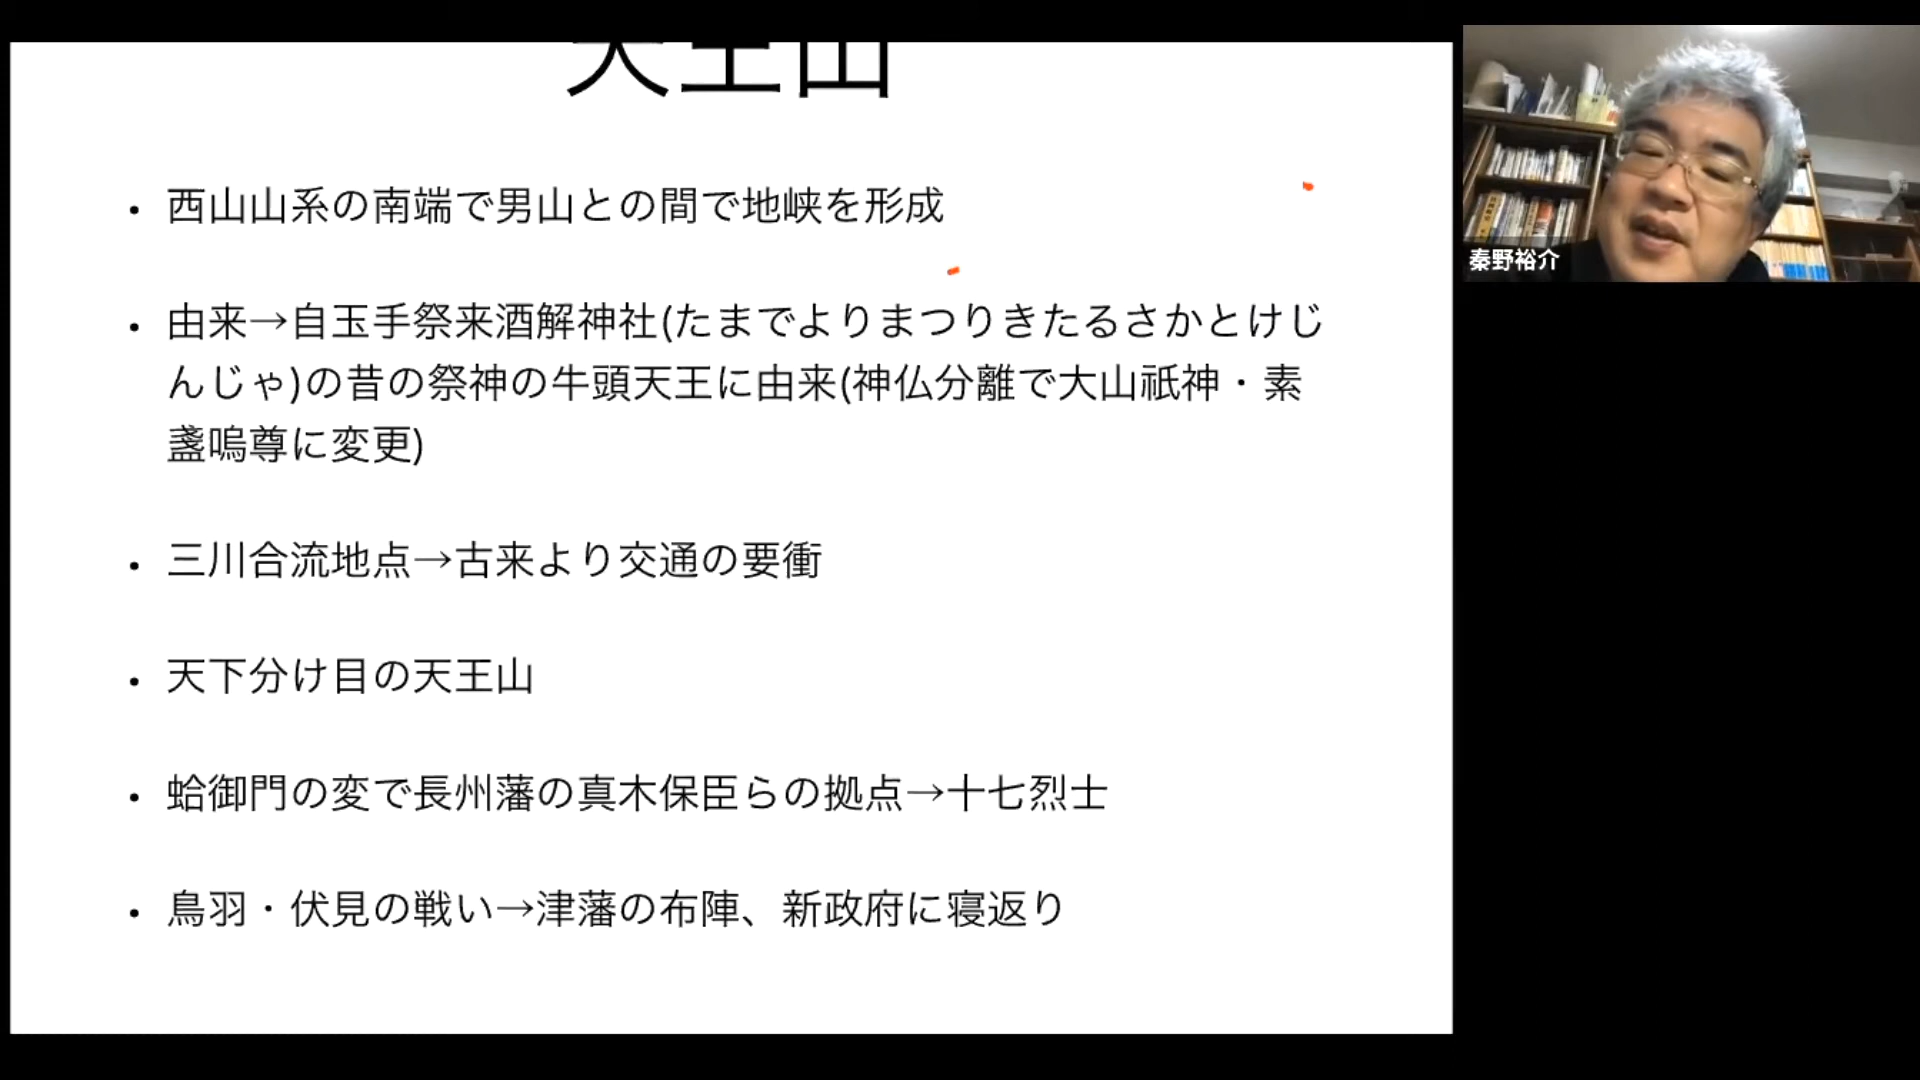 天王山
• 西山山系の南端で男山との間で地峡を形成
• 由来→自玉手祭来酒解神社(たまでよりまつりきたるさかとけじ
んじゃ)の昔の祭神の牛頭天王に由来(神仏分離で大山祇神・素
盞嗚尊に変更)
• 三川合流地点→古来より交通の要衝
• 天下分け目の天王山
• 蛤御門の変で長州藩の真木保臣らの拠点→十七烈士
• 鳥羽・伏見の戦い→津藩の布陣、新政府に寝返り
秦野裕介